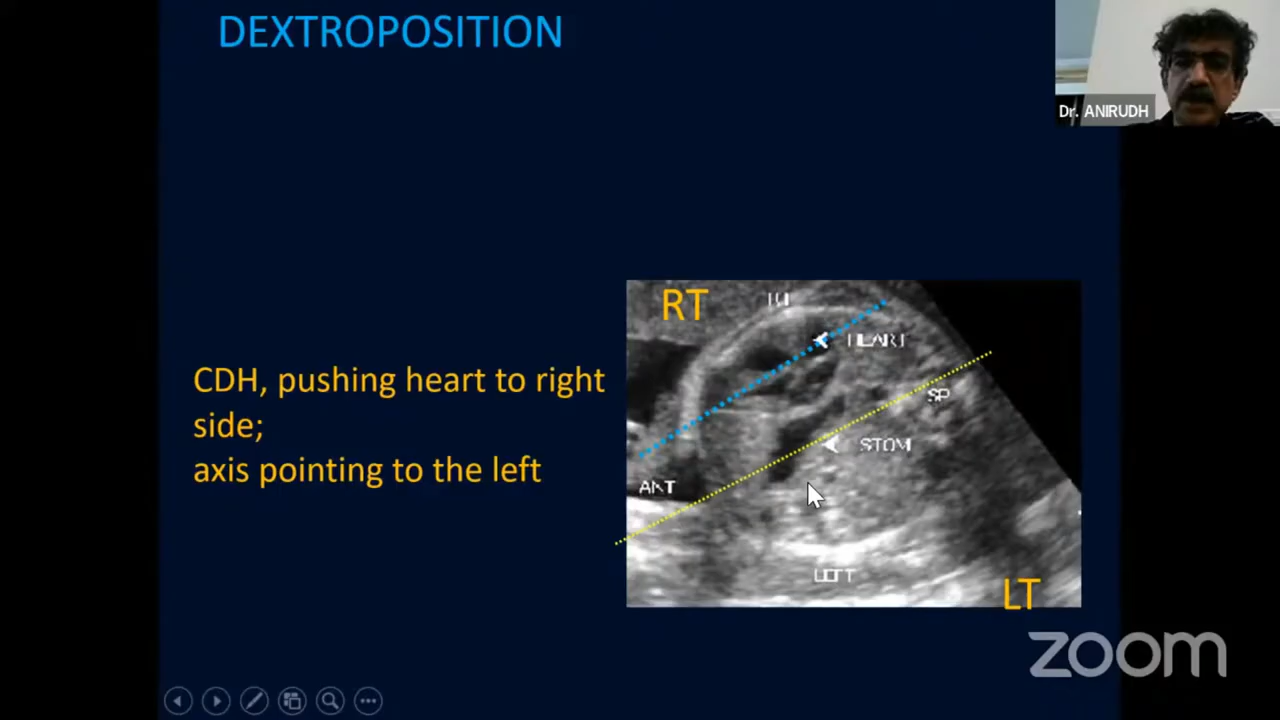 DEXTROPOSITION
Dr. ANIRUDH
RT
HEART
CDH, pushing heart to right
side;
axis pointing to the left
SP
STOM
ANT
LEFT
LT
zoom